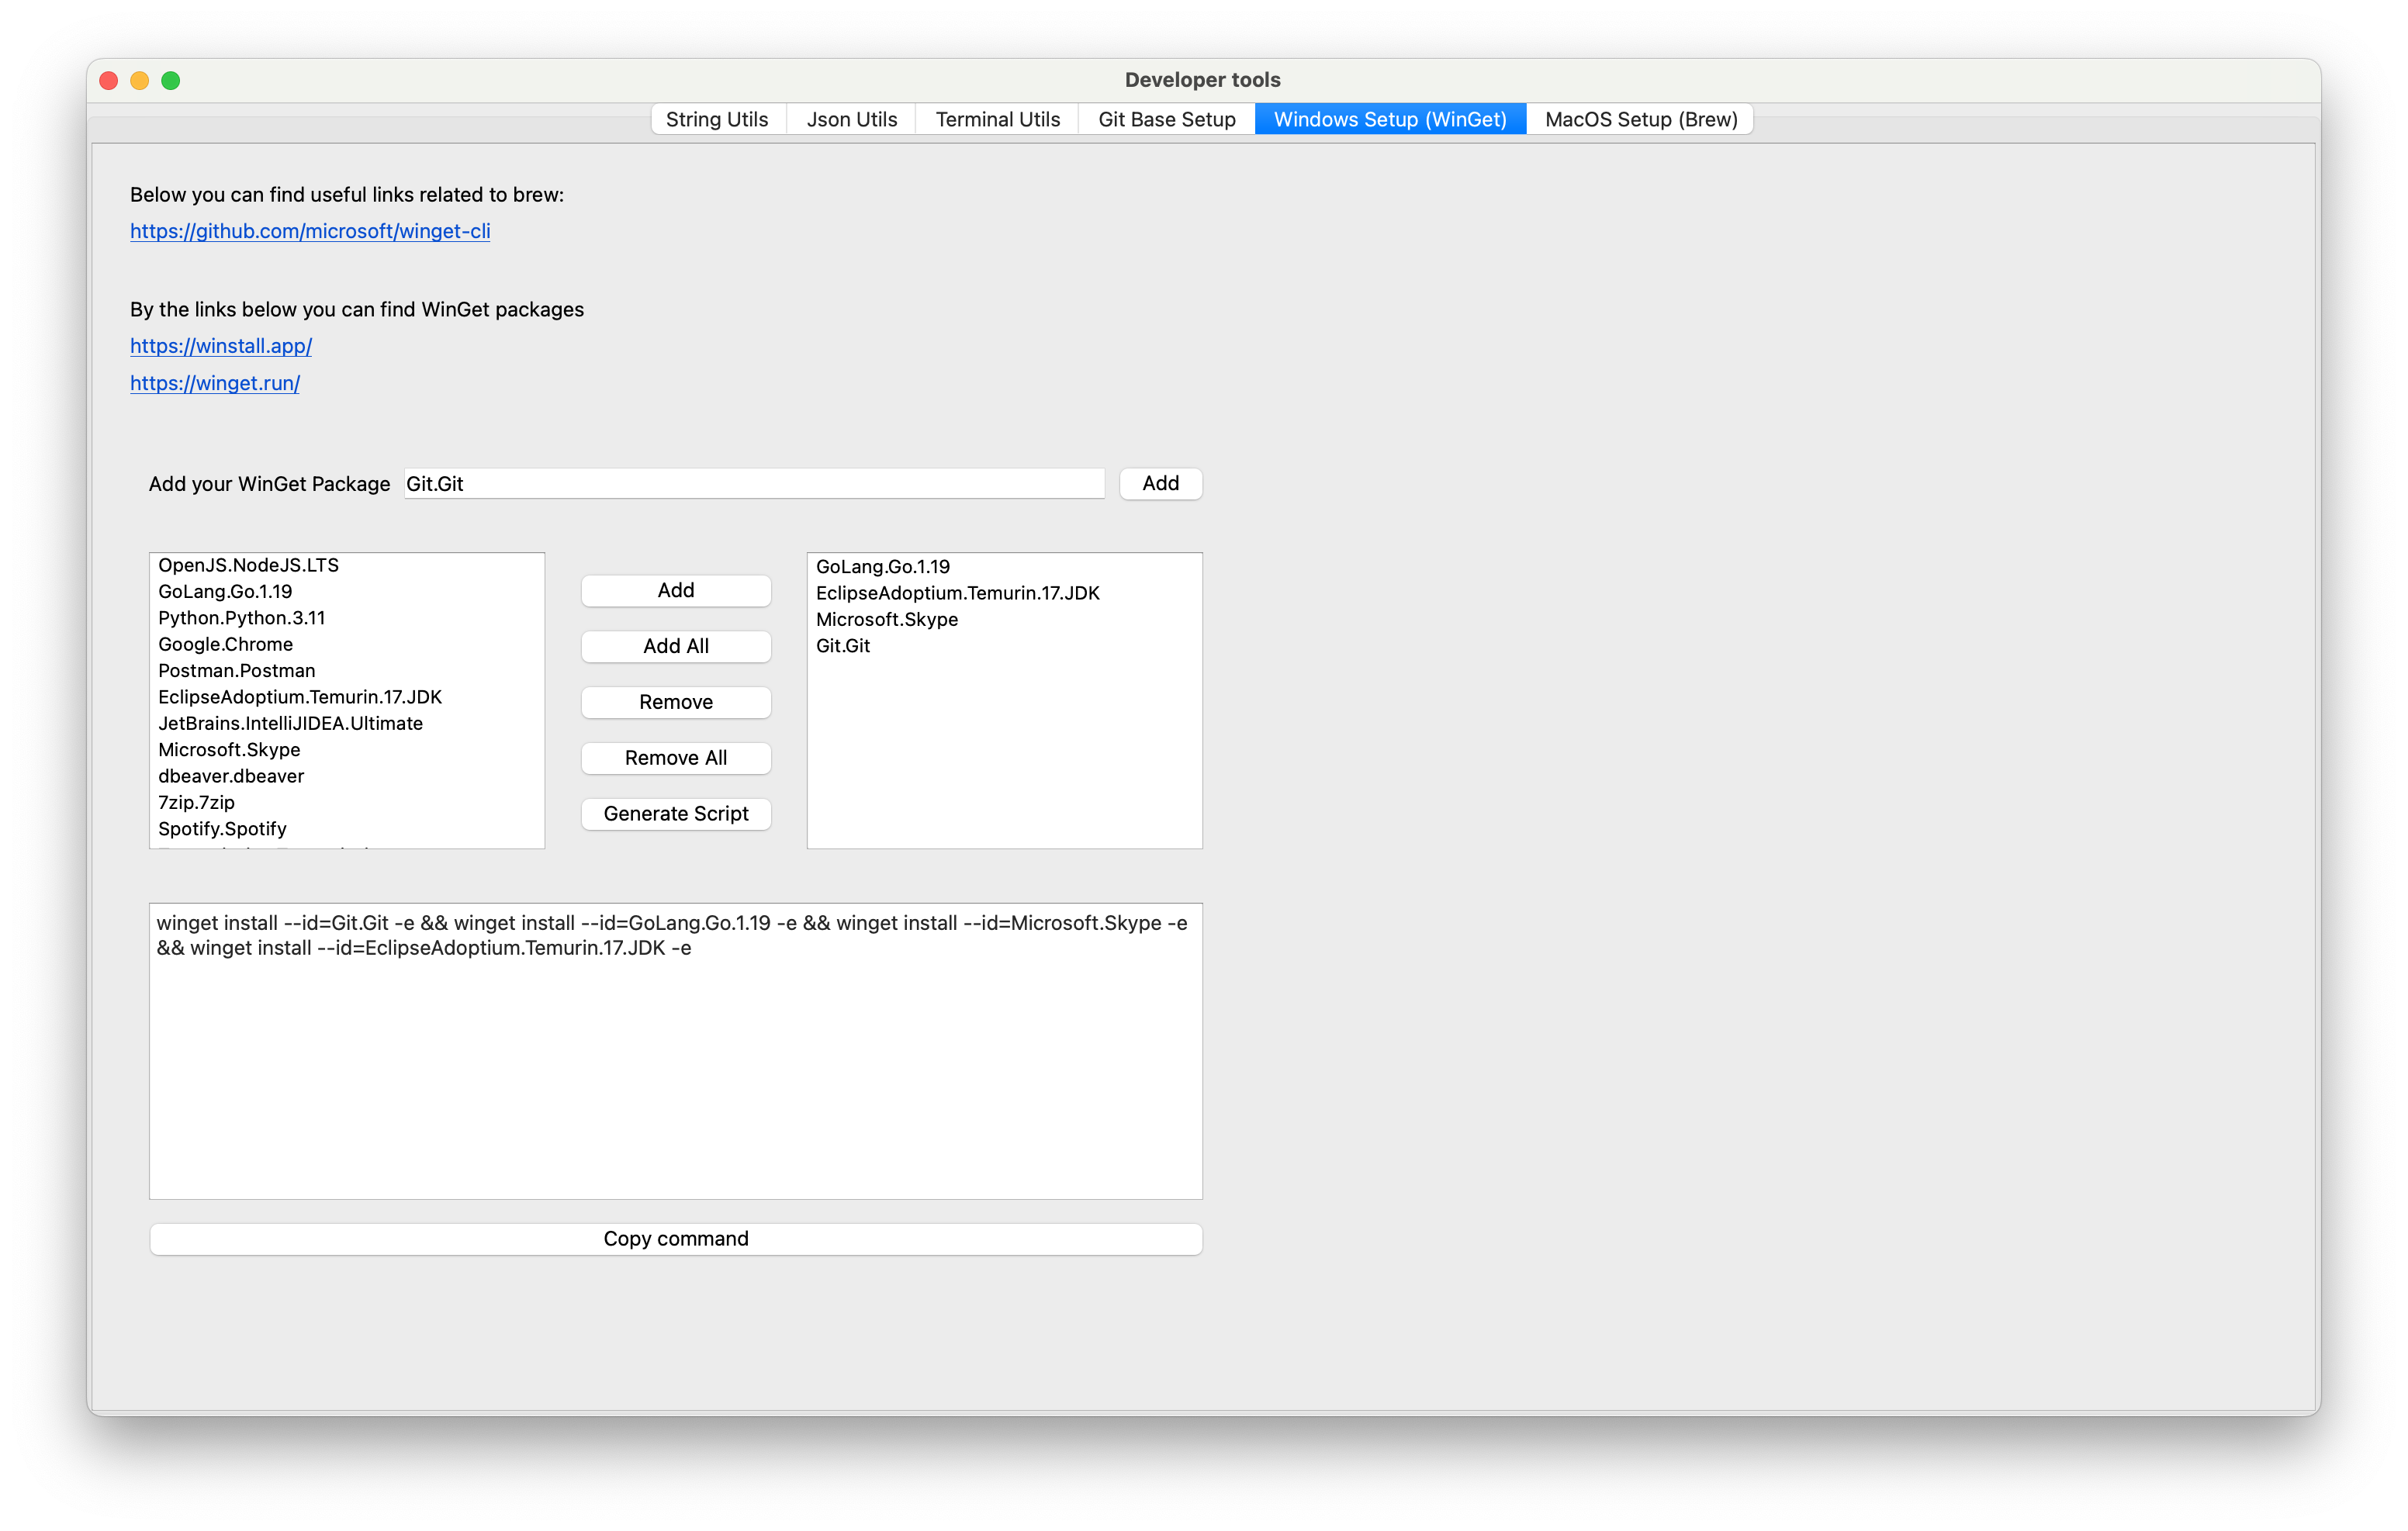 Developer tools
String Utils
Json Utils
Terminal Utils
Git Base Setup
Windows Setup (WinGet)
MacOS Setup (Brew)
Below you can find useful links related to brew:
https://github.com/microsoft/winget-cli
By the links below you can find WinGet packages
https://winstall.app/
https://winget.run/
Add your WinGet Package
Git.Git
Add
OpenJS.NodeJS.LTS
GoLang.Go.1.19
Python.Python.3.11
Google.Chrome
Postman.Postman
EclipseAdoptium.Temurin.17.JDK
JetBrains.IntelliJIDEA.Ultimate
Microsoft.Skype
dbeaver.dbeaver
7zip.7zip
Spotify.Spotify
Add
Add All
Remove
Remove All
Generate Script
GoLang.Go.1.19
EclipseAdoptium.Temurin.17.JDK
Microsoft.Skype
Git.Git
winget install --id=Git.Git -e && winget install --id=GoLang.Go.1.19 -e && winget install --id=Microsoft.Skype -e
&& winget install --id=EclipseAdoptium.Temurin.17.JDK -e
Copy command